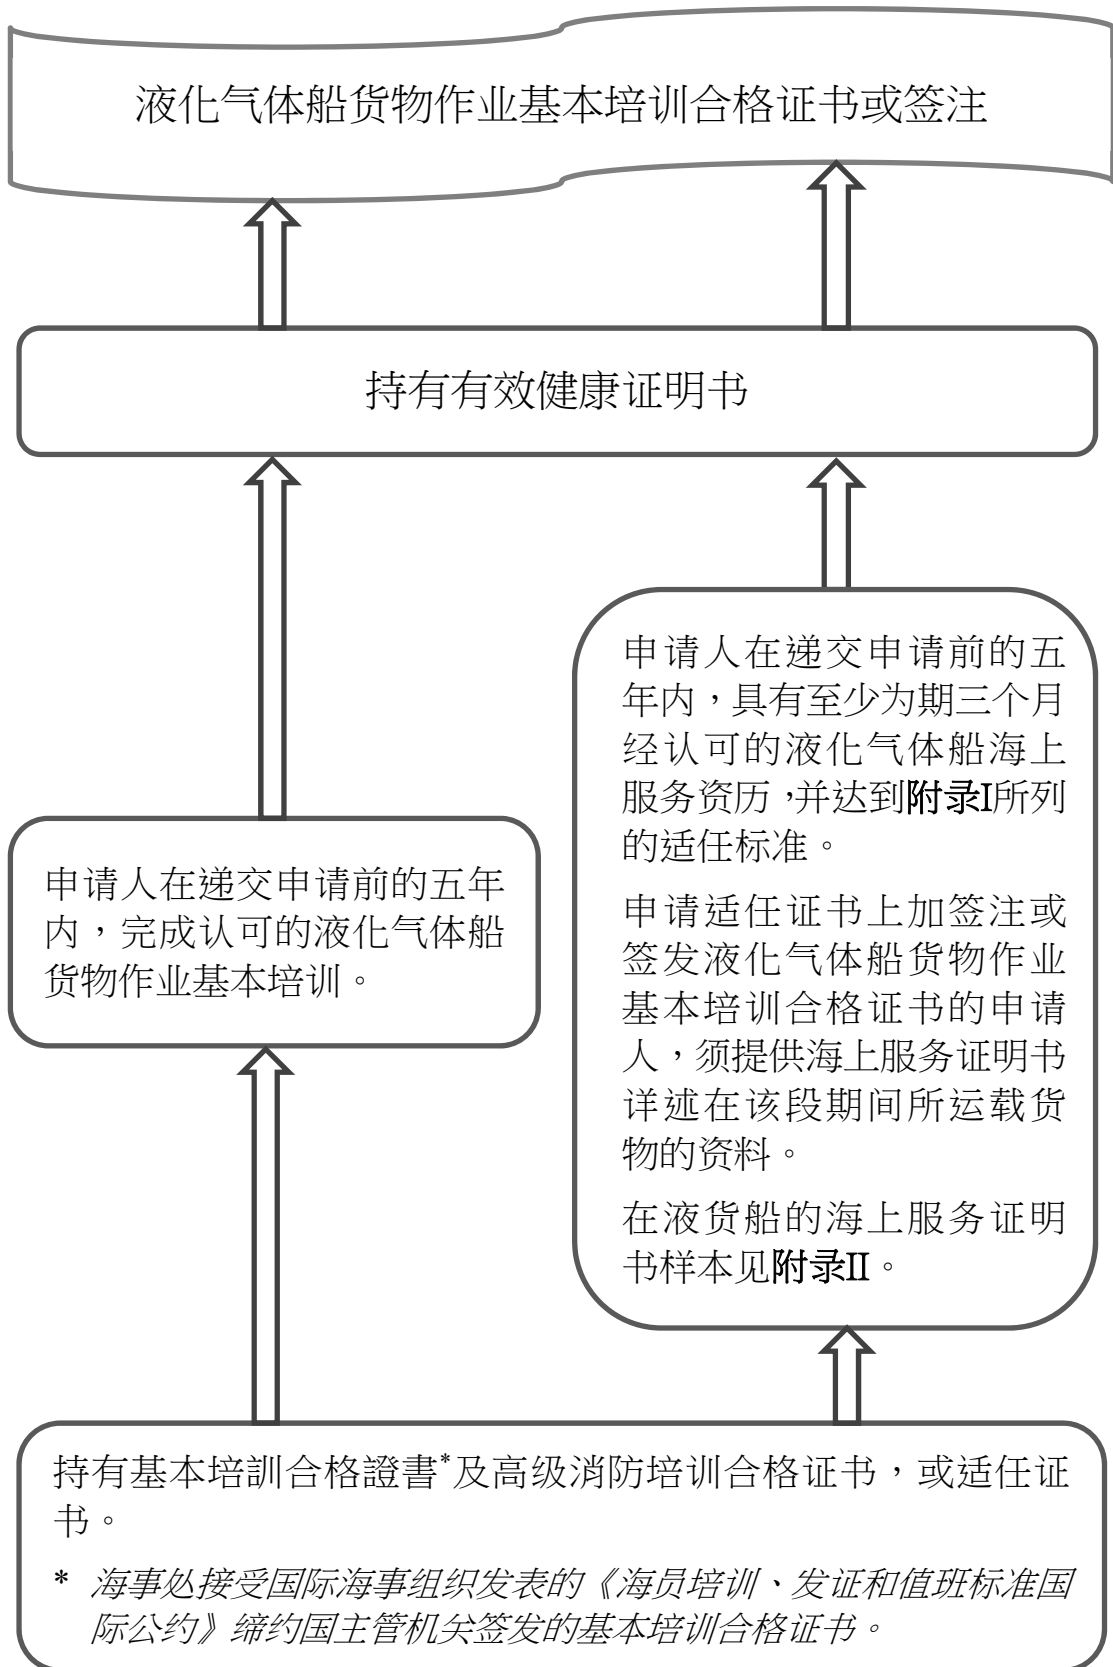 液化气体船货物作业基本培训合格证书或签注
持有有效健康证明书
申请人在递交申请前的五年
内，完成认可的液化气体船
货物作业基本培训。
申请人在递交申请前的五
年内，具有至少为期三个月
经认可的液化气体船海上
服务资历，并达到附录I所列
的适任标准。
申请适任证书上加签注或
签发液化气体船货物作业
基本培训合格证书的申请
人，须提供海上服务证明书
详述在该段期间所运载货
物的资料。
在液货船的海上服务证明
书样本见附录II。
持有基本培訓合格證書*及高级消防培训合格证书，或适任证
书。
* 海事处接受国际海事组织发表的《海员培训、发证和值班标准国
际公约》缔约国主管机关签发的基本培训合格证书。